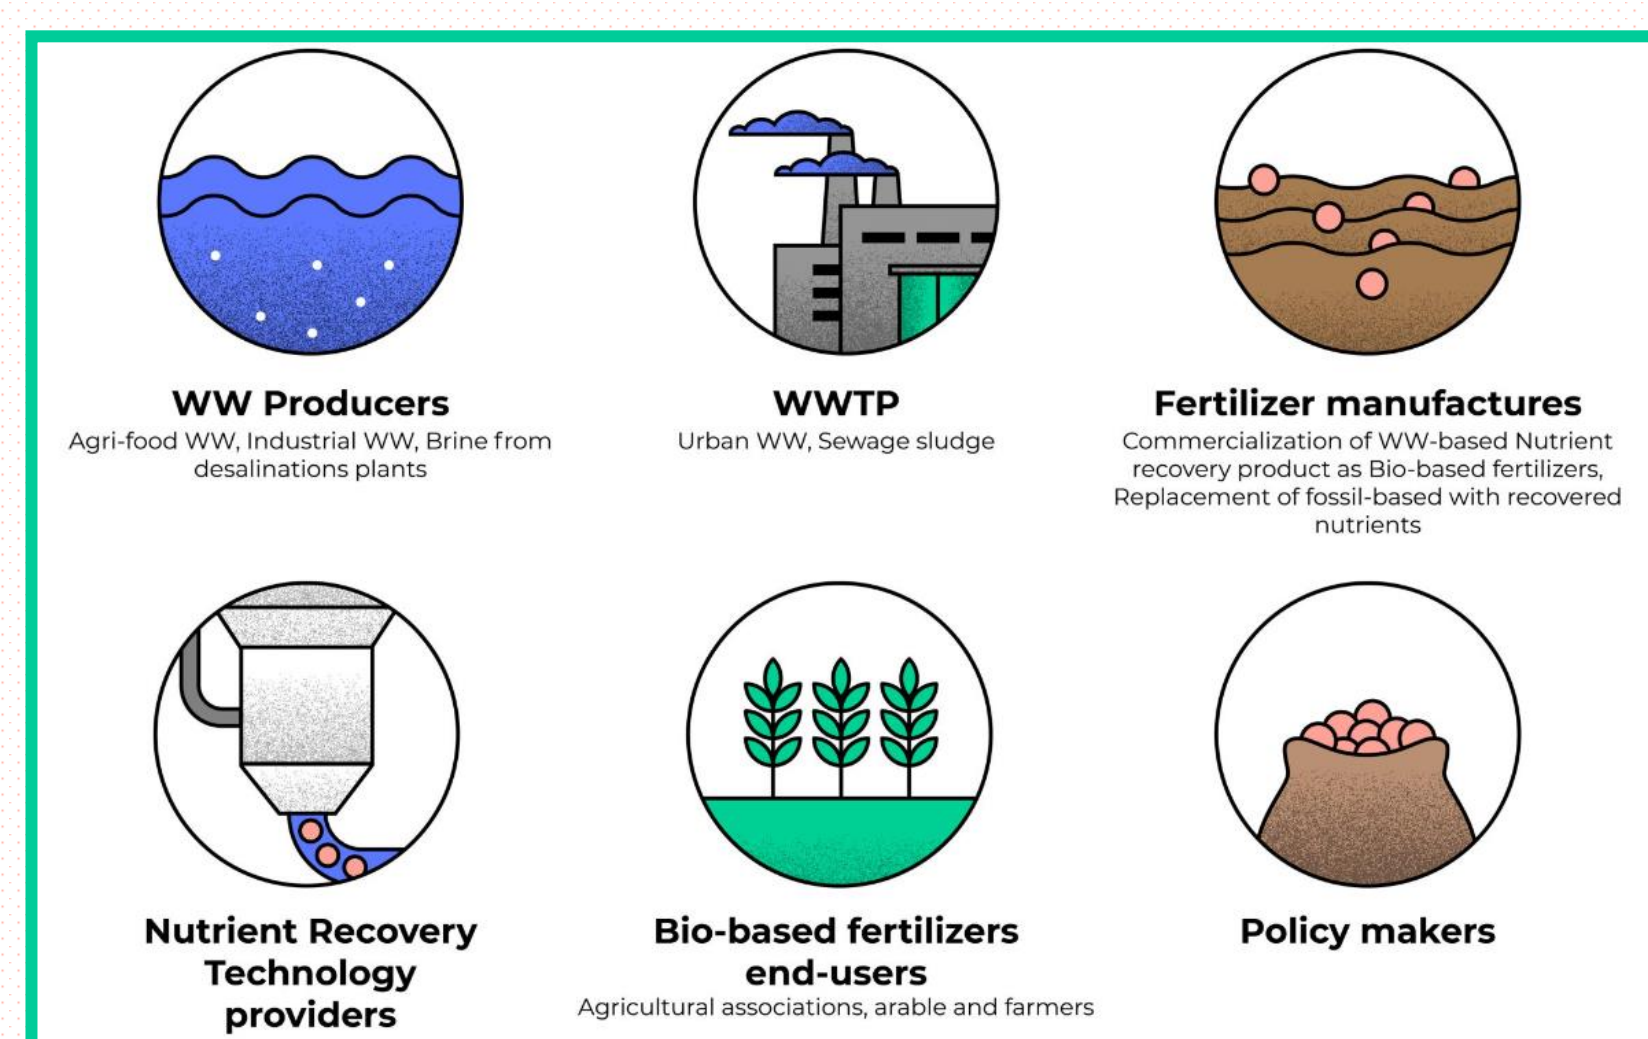 WW Producers
Agri-food WW, Industrial WW, Brine from
desalinations plants
WWTP
Urban WW, Sewage sludge
Fertilizer manufactures
Commercialization of WW-based Nutrient
recovery product as Bio-based fertilizers,
Replacement of fossil-based with recovered
nutrients
Nutrient Recovery
Technology
providers
Bio-based fertilizers
end-users
Agricultural associations, arable and farmers
Policy makers